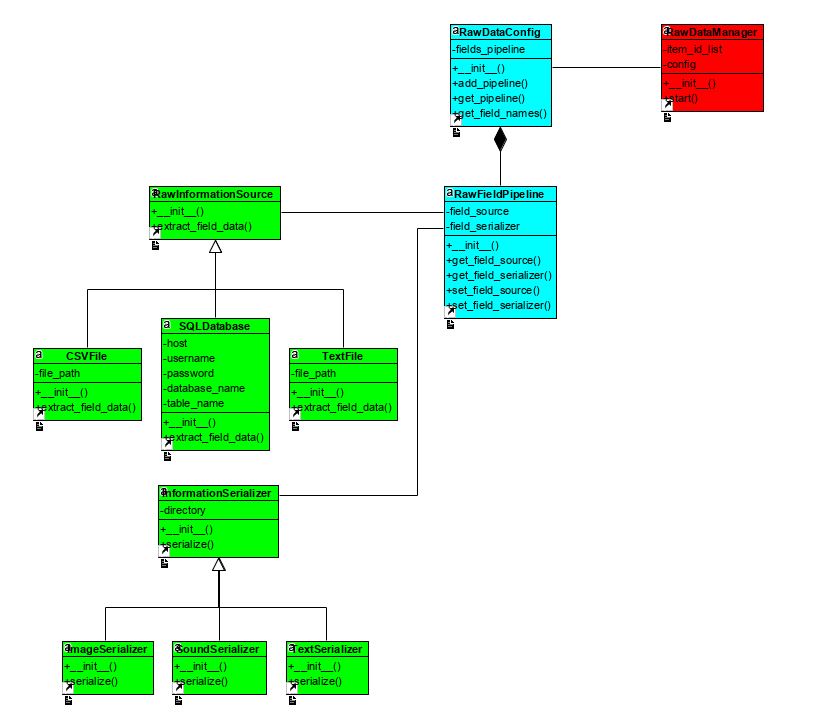 RawDataConfig
-fields_pipeline
+__init__()
+add_pipeline()
+get_pipeline()
+get_field_names()
RawDataManager
-item_id_list
-config
+__init__()
+start()
RawInformationSource
+__init__()
+extract_field_data()
RawFieldPipeline
-field_source
-field_serializer
+__init__()
+get_field_source()
+get_field_serializer()
+set_field_source()
+set_field_serializer()
CSVFile
-file_path
+__init__()
+extract_field_data()
SQLDatabase
-host
-username
-password
-database_name
-table_name
+__init__()
+extract_field_data()
TextFile
-file_path
+__init__()
+extract_field_data()
InformationSerializer
-directory
+__init__()
+serialize()
ImageSerializer
+__init__()
+serialize()
SoundSerializer
+__init__()
+serialize()
TextSerializer
+__init__()
+serialize()